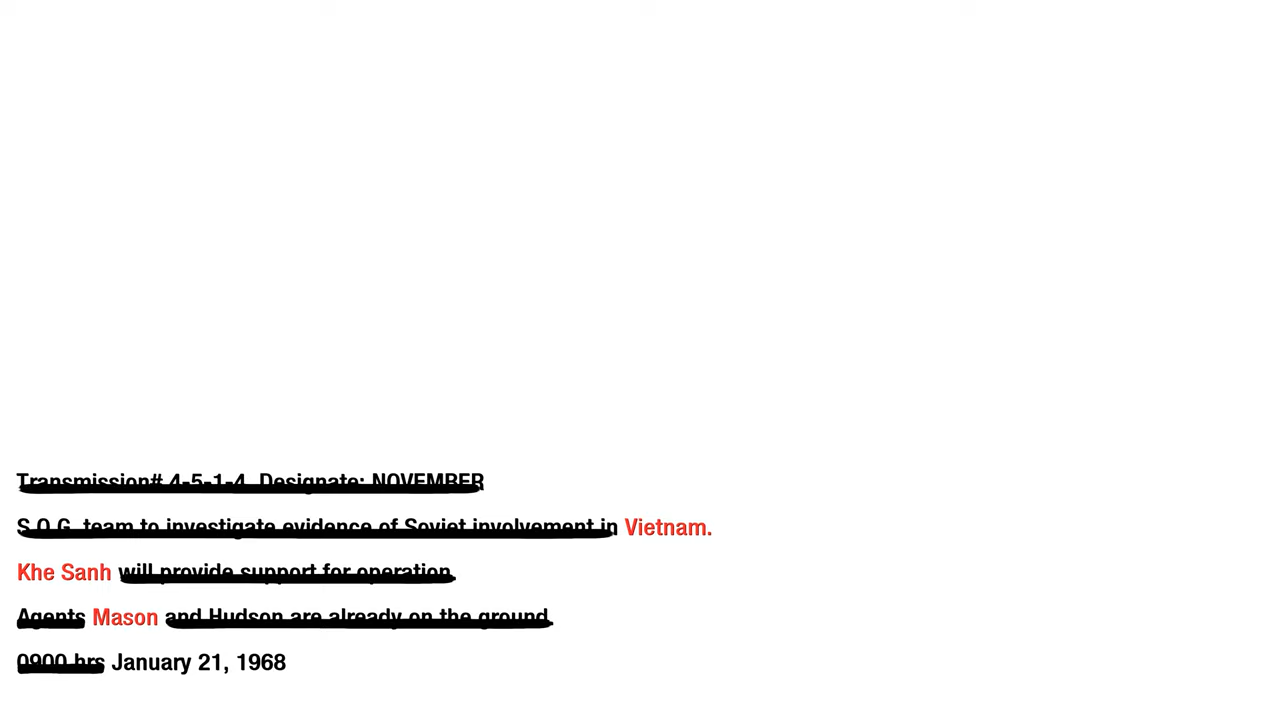 Transmission# 4-5-1-4, Designate: NOVEMBER
S.O.G. team to investigate evidence of Soviet involvement in Vietnam.
Khe Sanh will provide support for operation.
Agents Mason and Hudson are already on the ground.
0900 hrs January 21, 1968